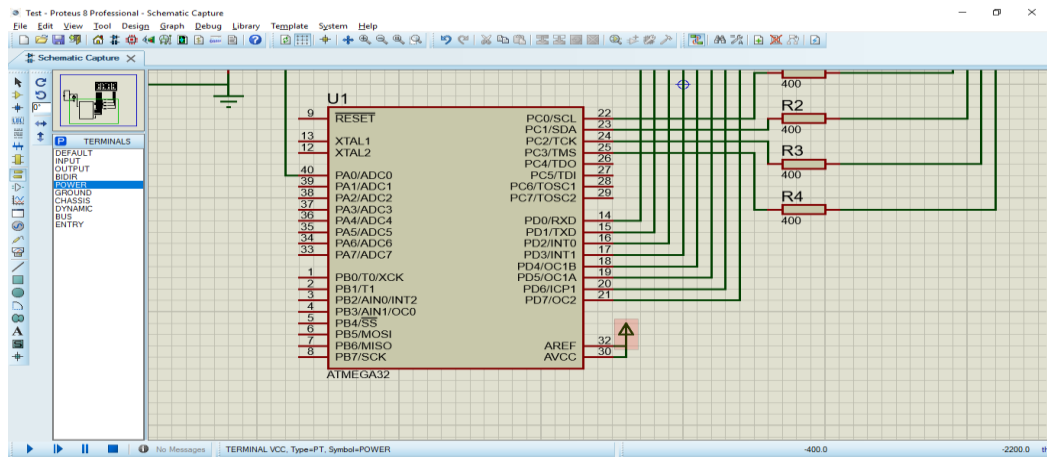 Test - Proteus 8 Professional - Schematic Capture
File Edit View Tool Design Graph Debug Library Template System Help
Schematic Capture
0°
P TERMINALS
DEFAULT
INPUT
OUTPUT
BIDIR
POWER
GROUND
CHASSIS
DYNAMIC
BUS
ENTRY
U1
9 RESET
13 XTAL1
12 XTAL2
40 PA0/ADC0
39 PA1/ADC1
38 PA2/ADC2
37 PA3/ADC3
36 PA4/ADC4
35 PA5/ADC5
34 PA6/ADC6
33 PA7/ADC7
1 PB0/T0/XCK
2 PB1/T1
3 PB2/AIN0/INT2
4 PB3/AIN1/OC0
5 PB4/SS
6 PB5/MOSI
7 PB6/MISO
8 PB7/SCK
PC0/SCL 22
PC1/SDA 23
PC2/TCK 24
PC3/TMS 25
PC4/TDO 26
PC5/TDI 27
PC6/TOSC1 28
PC7/TOSC2 29
PD0/RXD 14
PD1/TXD 15
PD2/INT0 16
PD3/INT1 17
PD4/OC1B 18
PD5/OC1A 19
PD6/ICP1 20
PD7/OC2 21
AREF 32
AVCC 30
ATMEGA32
400
R2
400
R3
400
R4
400
No Messages
TERMINAL VCC, Type=PT, Symbol=POWER
-400.0
-2200.0 th